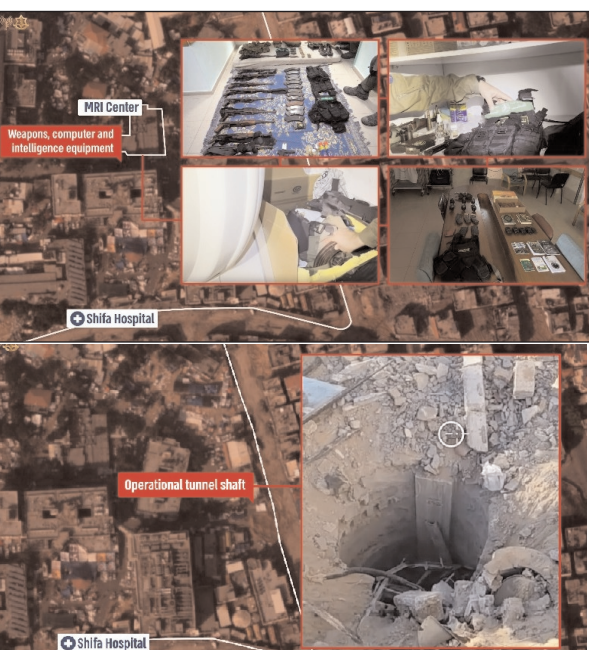 MRI Center
Weapons, computer and
intelligence equipment
Shifa Hospital
Operational tunnel shaft
Shifa Hospital